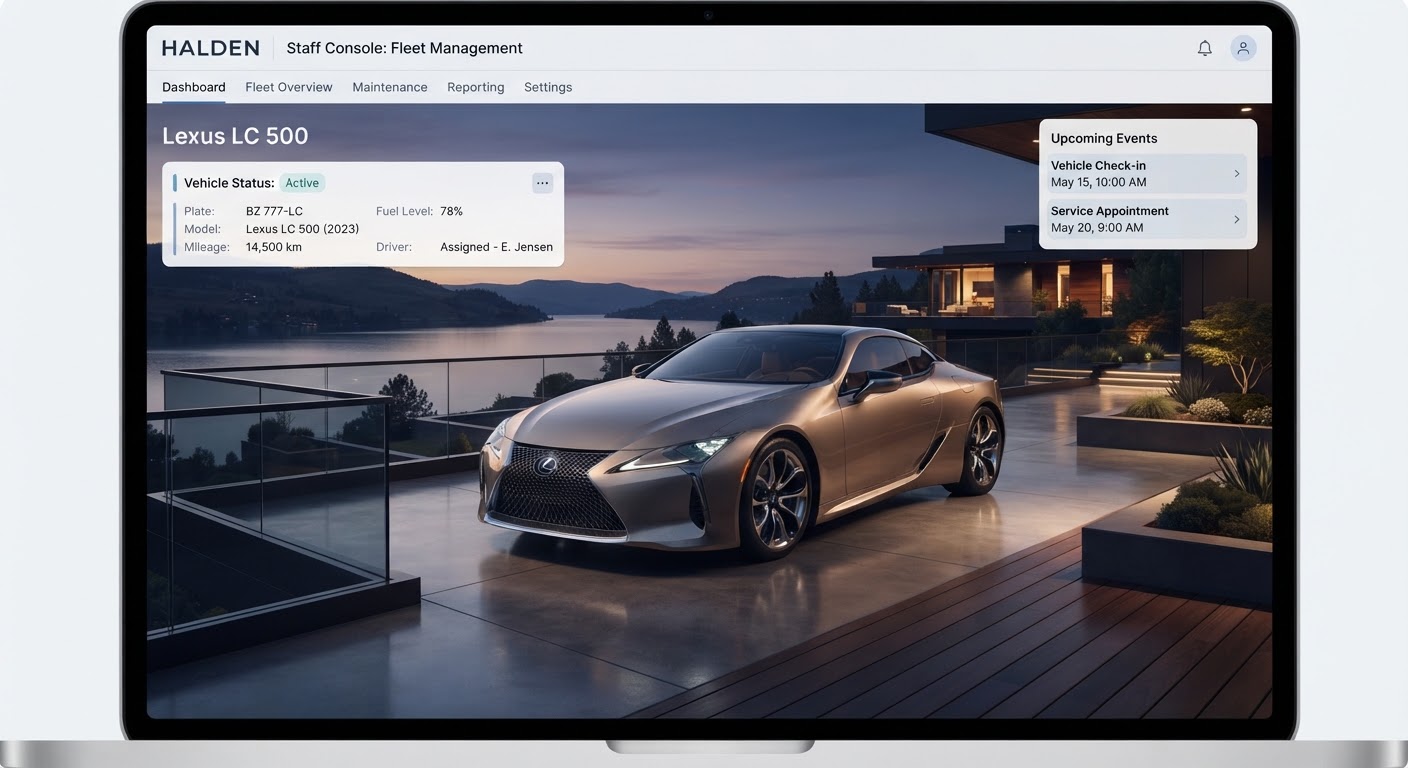 HALDEN
Staff Console: Fleet Management
Dashboard
Fleet Overview
Maintenance
Reporting
Settings
Lexus LC 500
Vehicle Status: Active
Plate: BZ 777-LC
Fuel Level: 78%
Model: Lexus LC 500 (2023)
Mileage: 14,500 km
Driver: Assigned - E. Jensen
Upcoming Events
Vehicle Check-in
May 15, 10:00 AM
Service Appointment
May 20, 9:00 AM